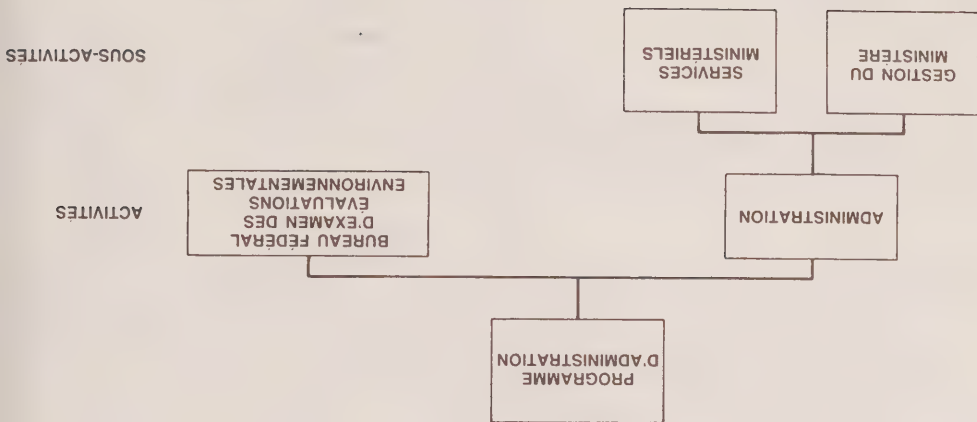 PROGRAMME
D'ADMINISTRATION
ADMINISTRATION
BUREAU FÉDÉRAL
D'EXAMEN DES
ÉVALUATIONS
ENVIRONNEMENTALES
ACTIVITÉS
GESTION DU
MINISTÈRE
SERVICES
MINISTÉRIELS
SOUS-ACTIVITÉS